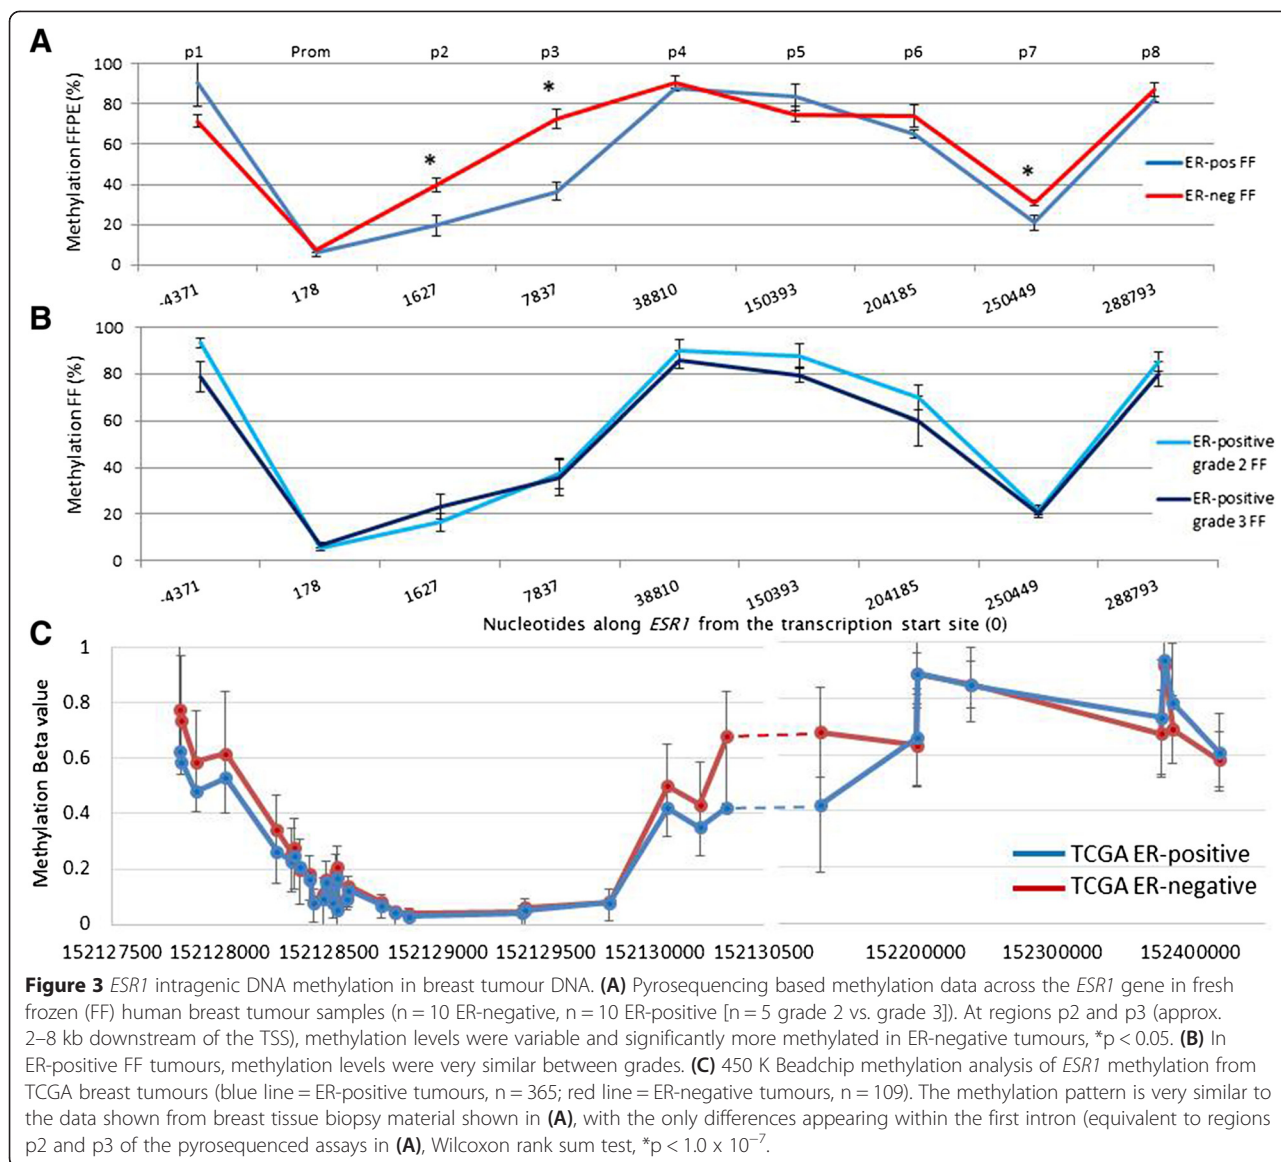 A
p1 Prom p2 p3 p4 p5 p6 p7 p8
Methylation FFPE (%)
100
80
60
40
20
0
*
*
*
ER-pos FF
ER-neg FF
-4371 178 1627 7837 38810 150393 204185 250449 288793
B
Methylation FF (%)
100
80
60
40
20
0
ER-positive
grade 2 FF
ER-positive
grade 3 FF
-4371 178 1627 7837 38810 150393 204185 250449 288793
Nucleotides along ESR1 from the transcription start site (0)
C
Methylation Beta value
1
0.8
0.6
0.4
0.2
0
TCGA ER-positive
TCGA ER-negative
152127500 152128000 152128500 152129000 152129500 152130000 152130500 152200000 152300000 152400000
Figure 3 ESR1 intragenic DNA methylation in breast tumour DNA. (A) Pyrosequencing based methylation data across the ESR1 gene in fresh
frozen (FF) human breast tumour samples (n = 10 ER-negative, n = 10 ER-positive [n = 5 grade 2 vs. grade 3]). At regions p2 and p3 (approx.
2–8 kb downstream of the TSS), methylation levels were variable and significantly more methylated in ER-negative tumours, *p < 0.05. (B) In
ER-positive FF tumours, methylation levels were very similar between grades. (C) 450 K Beadchip methylation analysis of ESR1 methylation from
TCGA breast tumours (blue line = ER-positive tumours, n = 365; red line = ER-negative tumours, n = 109). The methylation pattern is very similar to
the data shown from breast tissue biopsy material shown in (A), with the only differences appearing within the first intron (equivalent to regions
p2 and p3 of the pyrosequenced assays in (A), Wilcoxon rank sum test, *p < 1.0 x 10⁻⁷.